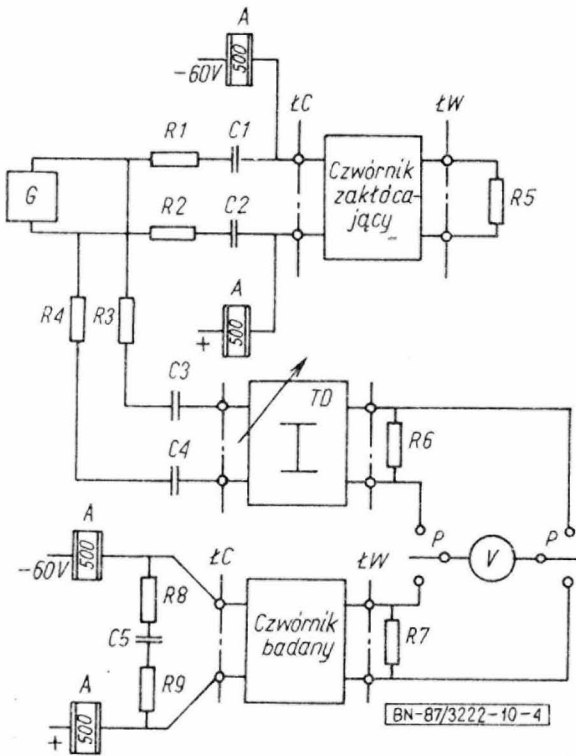 A
500
-60V
ŁC
ŁW
R1
C1
G
Czwórnik
zakłóca-
jący
R5
R2
C2
A
500
+
R4
R3
C3
TD
C4
R6
A
500
-60V
ŁC
ŁW
P
V
P
R8
C5
Czwórnik
badany
R7
R9
A
500
+
BN-87/3222-10-4